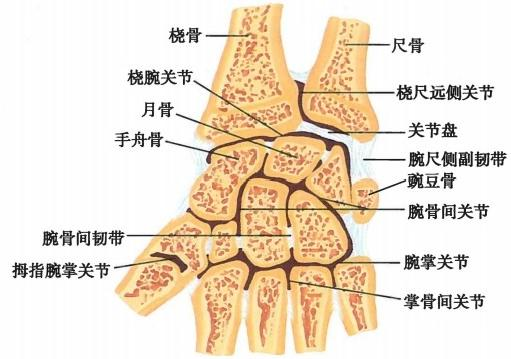 桡骨
尺骨
桡腕关节
桡尺远侧关节
月骨
关节盘
手舟骨
腕尺侧副韧带
豌豆骨
腕骨间关节
腕骨间韧带
腕掌关节
拇指腕掌关节
掌骨间关节